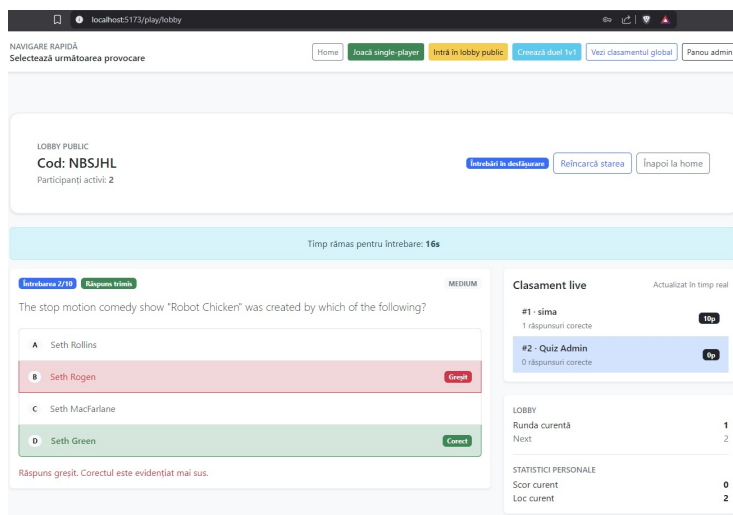 localhost:5173/play/lobby
NAVIGARE RAPIDĂ
Selectează următoarea provocare
Home
Joacă single-player
Intră în lobby public
Creează duel 1v1
Vezi clasamentul global
Panou admin
LOBBY PUBLIC
Cod: NBSJHL
Participanți activi: 2
Întrebări în desfășurare
Reîncarcă starea
Înapoi la home
Timp rămas pentru întrebare: 16s
Întrebarea 2/10
Răspuns trimis
MEDIUM
The stop motion comedy show "Robot Chicken" was created by which of the following?
A Seth Rollins
B Seth Rogen Greșit
C Seth MacFarlane
D Seth Green Corect
Răspuns greșit. Corectul este evidențiat mai sus.
Clasament live
Actualizat în timp real
#1 · sima
1 răspunsuri corecte
10p
#2 · Quiz Admin
0 răspunsuri corecte
0p
LOBBY
Runda curentă 1
Next 2
STATISTICI PERSONALE
Scor curent 0
Loc curent 2